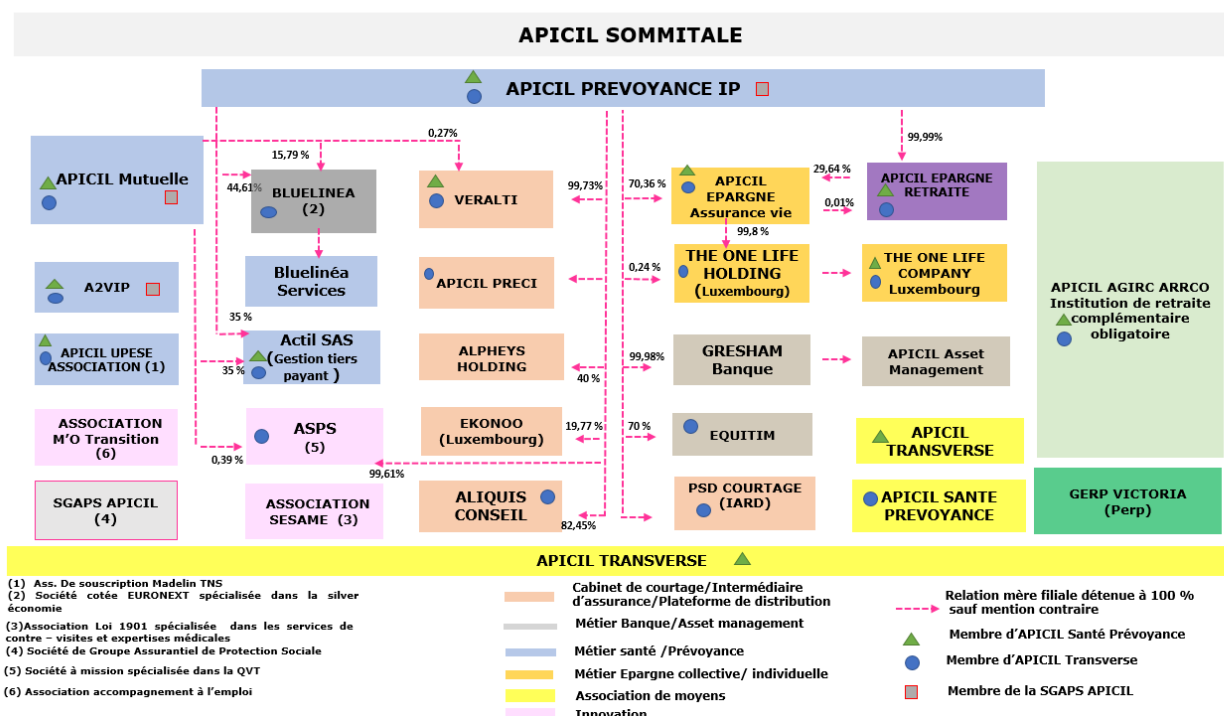 APICIL SOMMITALE
APICIL PREVOYANCE IP
0,27%
99,99%
15,79 %
APICIL Mutuelle
44,61%
BLUELINEA
(2)
VERALTI
99,73%
70,36 %
APICIL
EPARGNE
Assurance vie
29,64 %
0,01%
APICIL EPARGNE
RETRAITE
99,8 %
A2VIP
Bluelinéa
Services
APICIL PRECI
0,24 %
THE ONE LIFE
HOLDING
(Luxembourg)
THE ONE LIFE
COMPANY
Luxembourg
APICIL AGIRC ARRCO
Institution de retraite
complémentaire
obligatoire
35 %
APICIL UPESE
ASSOCIATION (1)
35 %
Actil SAS
(Gestion tiers
payant )
ALPHEYS
HOLDING
99,98%
40 %
GRESHAM
Banque
APICIL Asset
Management
ASSOCIATION
M'O Transition
(6)
0,39 %
ASPS
(5)
EKONOO
(Luxembourg)
19,77 %
70 %
EQUITIM
APICIL
TRANSVERSE
99,61%
SGAPS APICIL
(4)
ASSOCIATION
SESAME (3)
ALIQUIS
CONSEIL
82,45%
PSD COURTAGE
(IARD)
APICIL SANTE
PREVOYANCE
GERP VICTORIA
(Perp)
APICIL TRANSVERSE
(1) Ass. De souscription Madelin TNS
(2) Société cotée EURONEXT spécialisée dans la silver
économie
(3)Association Loi 1901 spécialisée dans les services de
contre – visites et expertises médicales
(4) Société de Groupe Assurantiel de Protection Sociale
(5) Société à mission spécialisée dans la QVT
(6) Association accompagnement à l'emploi
Cabinet de courtage/Intermédiaire
d'assurance/Plateforme de distribution
Métier Banque/Asset management
Métier santé /Prévoyance
Métier Epargne collective/ individuelle
Association de moyens
Innovation
Relation mère filiale détenue à 100 %
sauf mention contraire
Membre d'APICIL Santé Prévoyance
Membre d'APICIL Transverse
Membre de la SGAPS APICIL